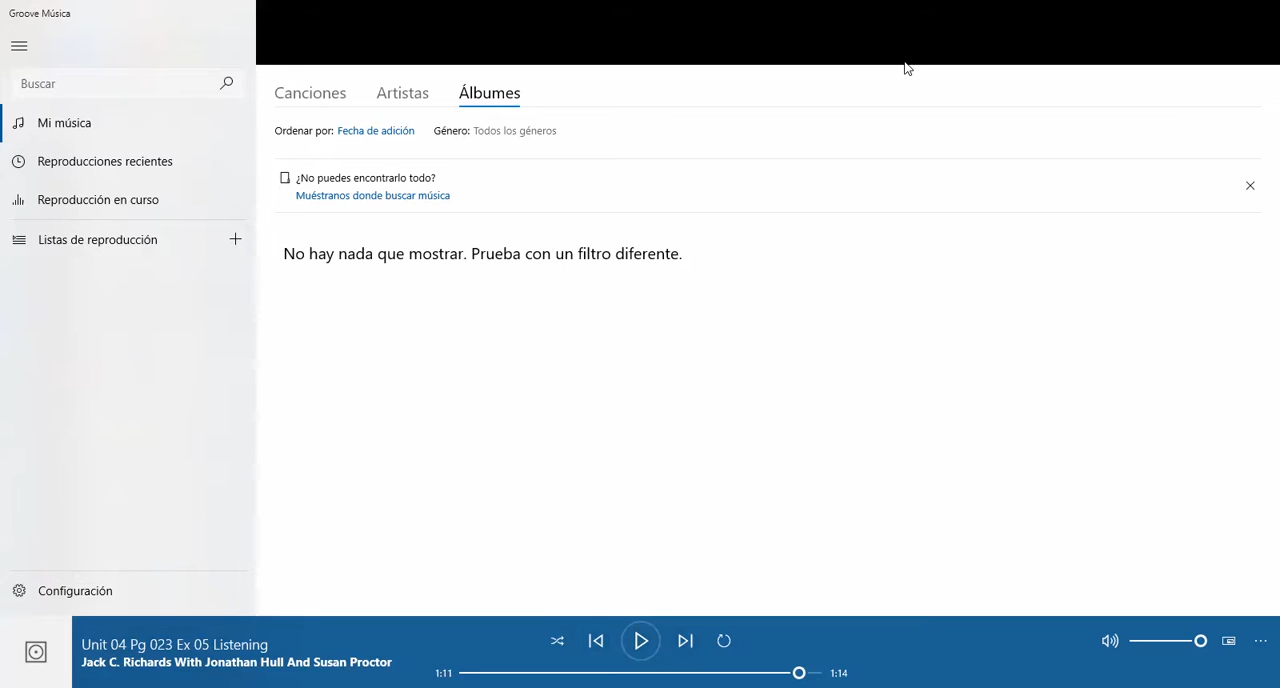 Groove Música
Buscar
Mi música
Reproducciones recientes
Reproducción en curso
Listas de reproducción
Configuración
Canciones Artistas Álbumes
Ordenar por: Fecha de adición Género: Todos los géneros
¿No puedes encontrarlo todo?
Muéstranos donde buscar música
No hay nada que mostrar. Prueba con un filtro diferente.
Unit 04 Pg 023 Ex 05 Listening
Jack C. Richards With Jonathan Hull And Susan Proctor
1:11 1:14